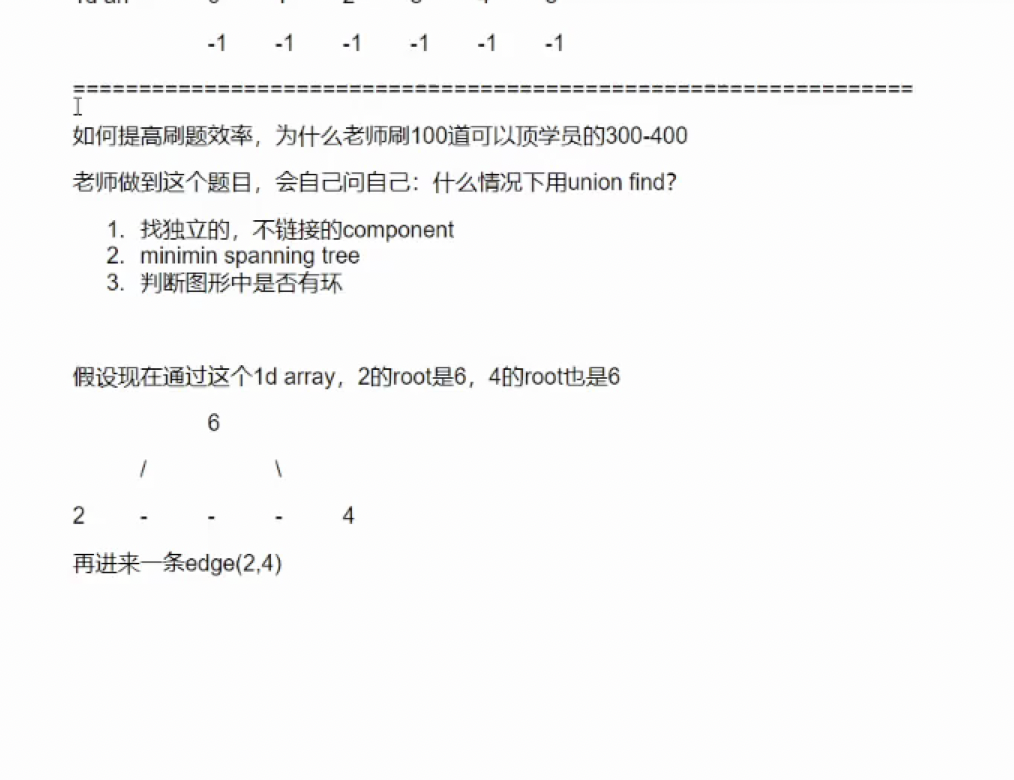 -1 -1 -1 -1 -1 -1
================================================================
如何提高刷题效率，为什么老师刷100道可以顶学员的300-400
老师做到这个题目，会自己问自己：什么情况下用union find？
1. 找独立的，不链接的component
2. minimin spanning tree
3. 判断图形中是否有环
假设现在通过这个1d array，2的root是6，4的root也是6
6
/ \
2 - - - 4
再进来一条edge(2,4)